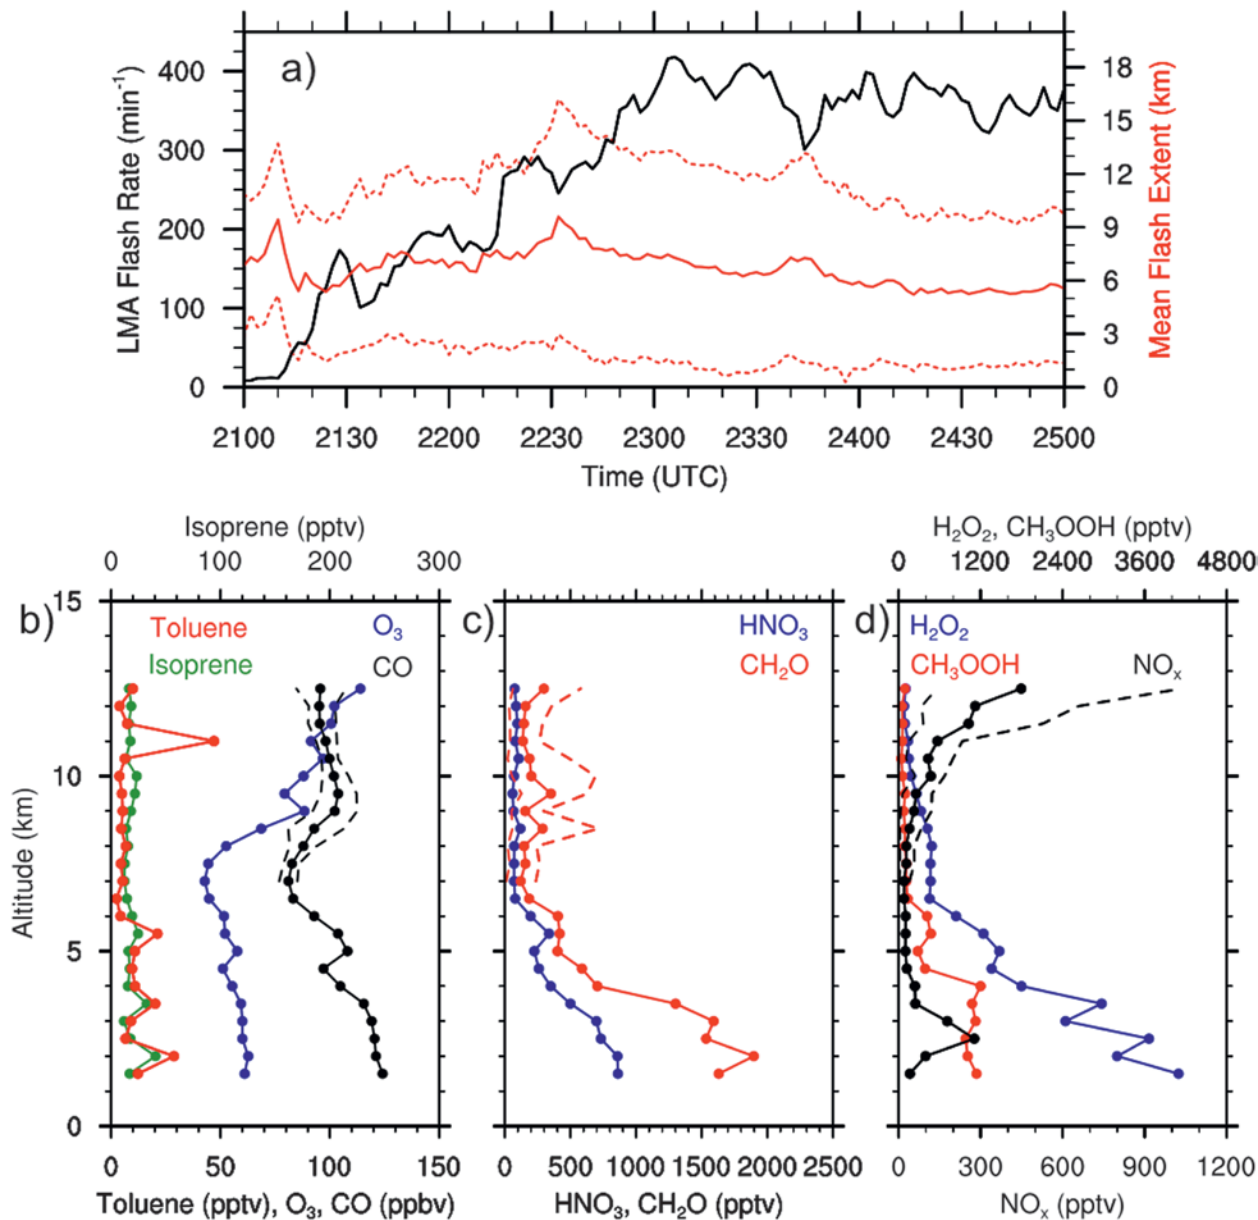 a)
LMA Flash Rate (min⁻¹)
400
300
200
100
0
18
15
12
9
6
3
0
Mean Flash Extent (km)
2100 2130 2200 2230 2300 2330 2400 2430 2500
Time (UTC)
Isoprene (pptv)
0 100 200 300
H₂O₂, CH₃OOH (pptv)
0 1200 2400 3600 4800
b)
Toluene
Isoprene
O₃
CO
c)
HNO₃
CH₂O
d)
H₂O₂
CH₃OOH
NOₓ
Altitude (km)
15
10
5
0
0 50 100 150
Toluene (pptv), O₃, CO (ppbv)
0 500 1000 1500 2000 2500
HNO₃, CH₂O (pptv)
0 300 600 900 1200
NOₓ (pptv)